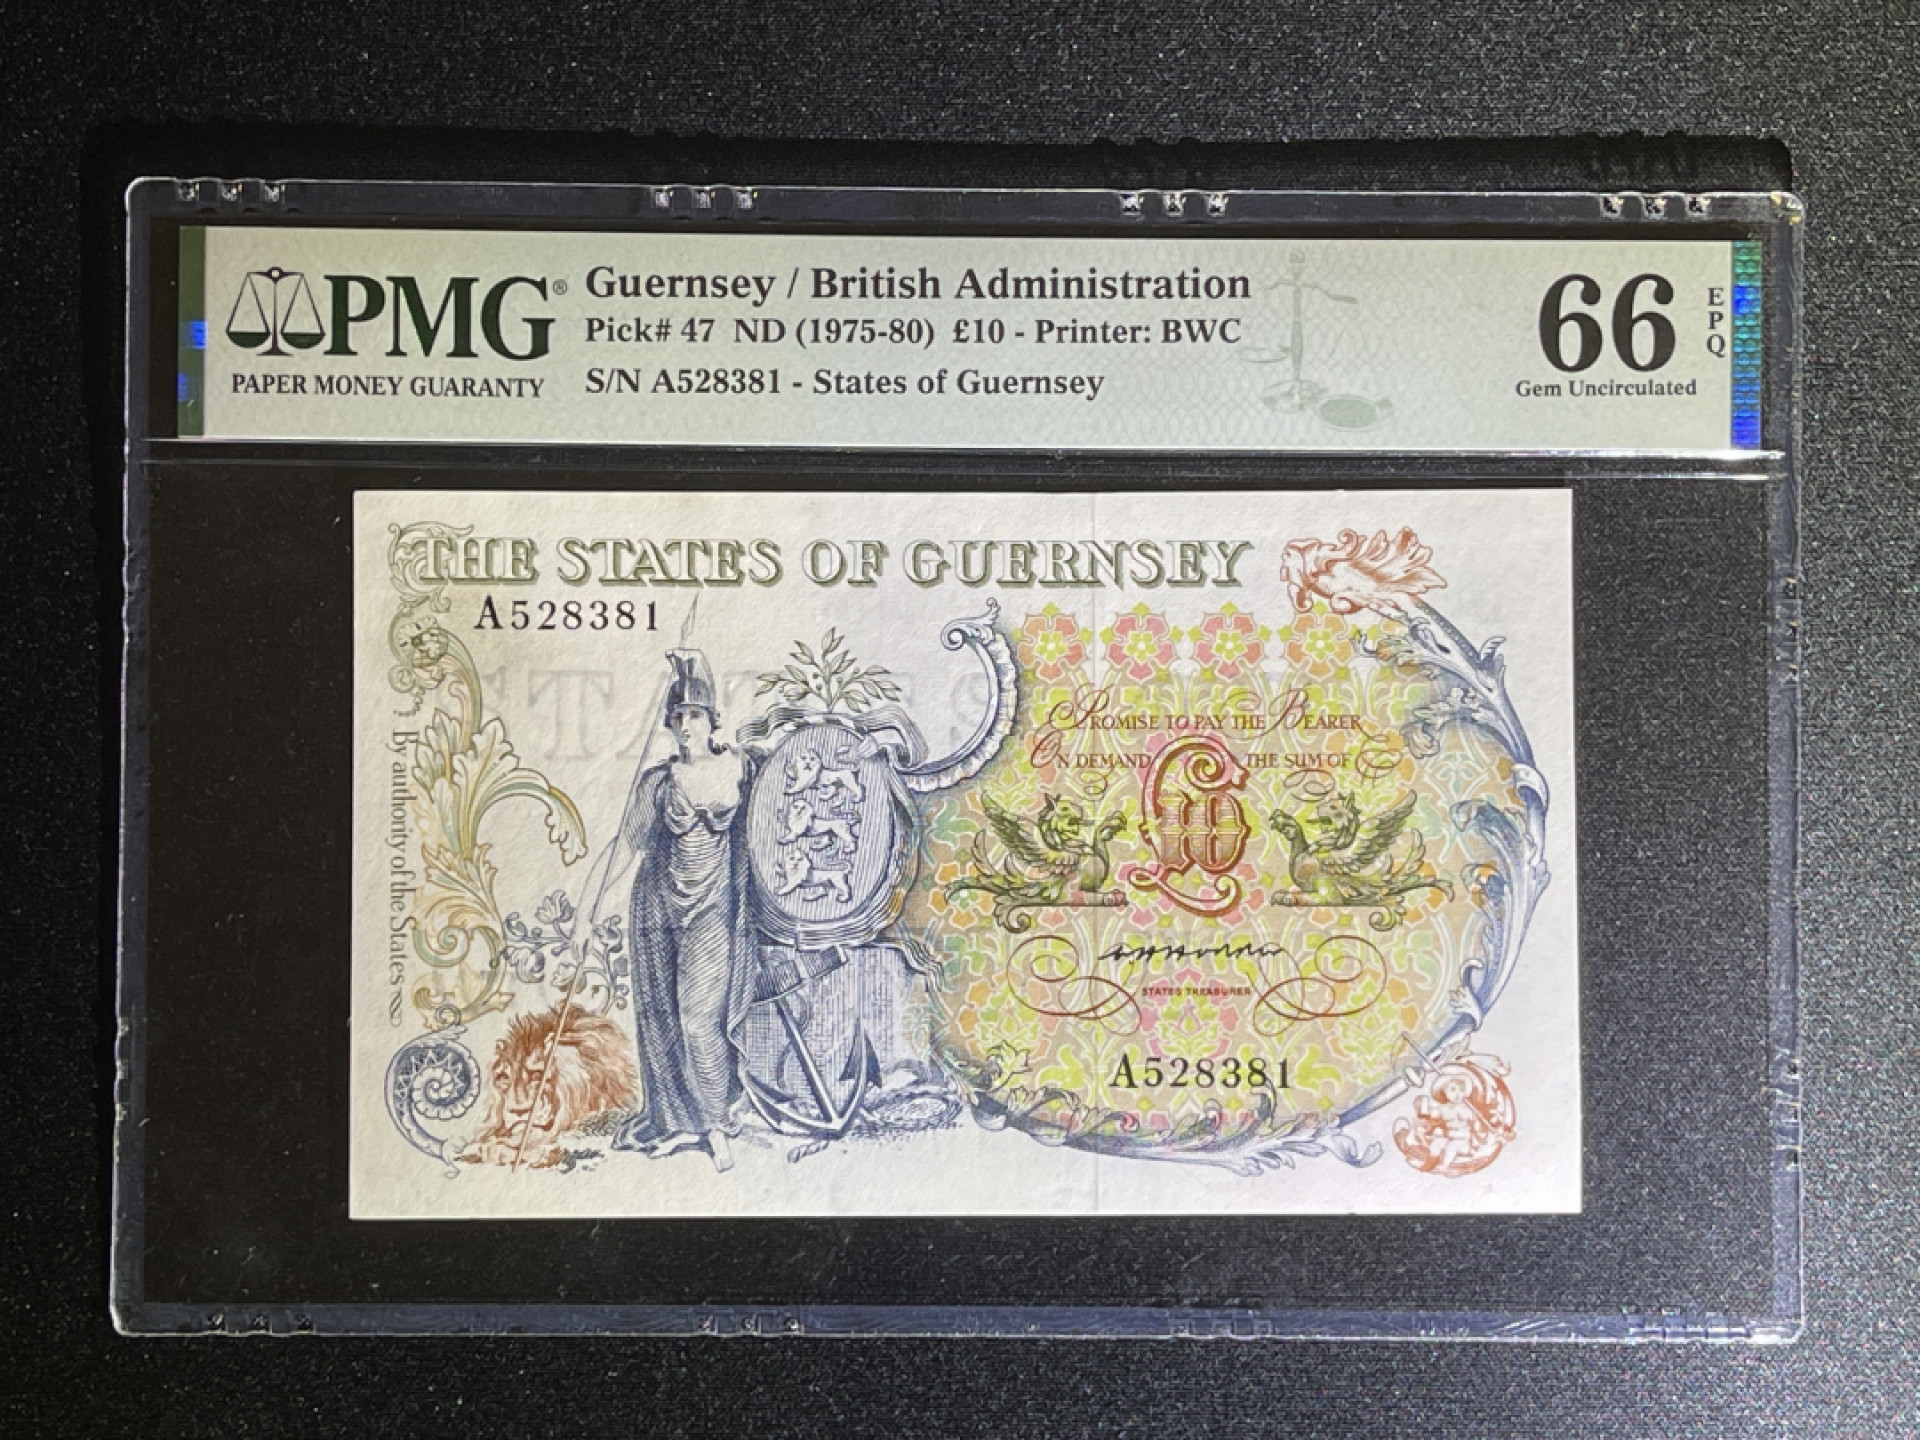 PMG®
PAPER MONEY GUARANTY
Guernsey / British Administration
Pick# 47 ND (1975-80) £10 - Printer: BWC
S/N A528381 - States of Guernsey
66
EPQ
Gem Uncirculated
THE STATES OF GUERNSEY
A528381
By authority of the States
I PROMISE TO PAY THE BEARER
ON DEMAND THE SUM OF
£10
STATES TREASURER
A528381